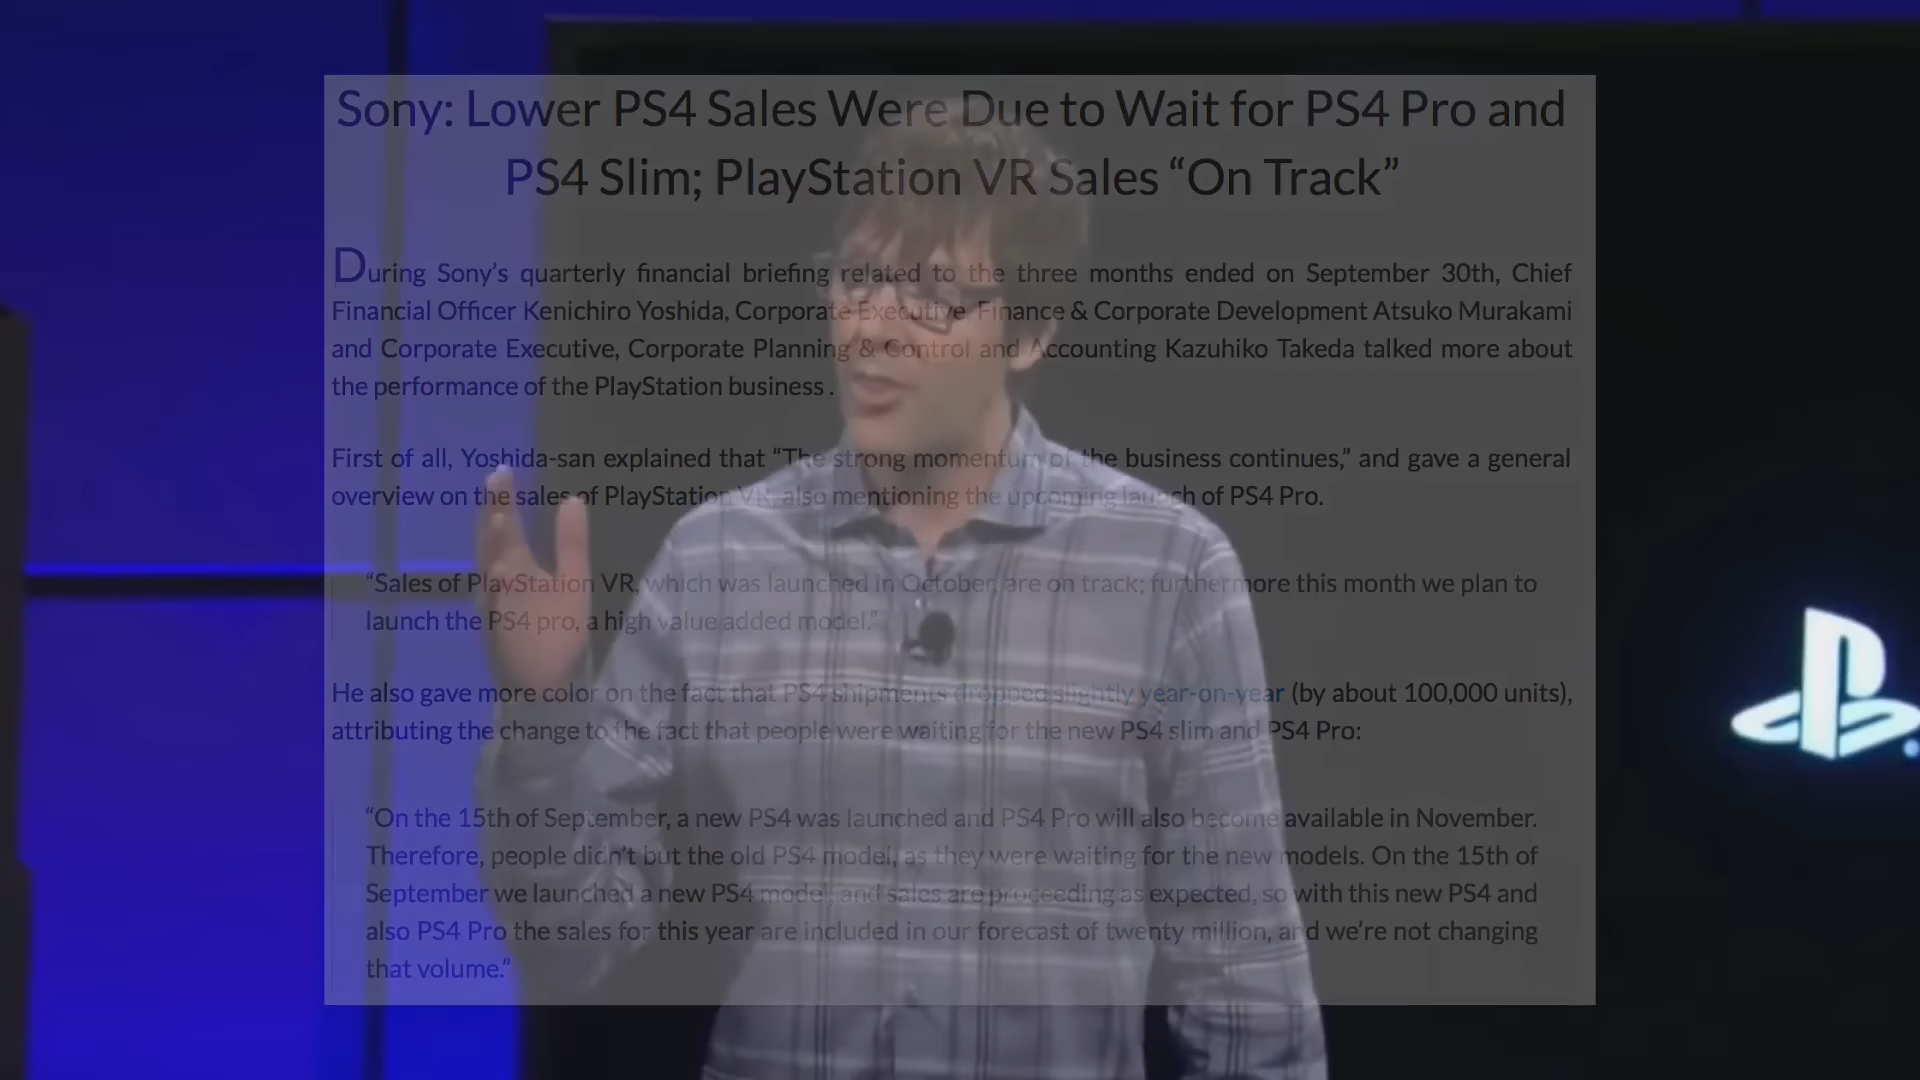 Sony: Lower PS4 Sales Were Due to Wait for PS4 Pro and
PS4 Slim; PlayStation VR Sales “On Track”
During Sony’s quarterly financial briefing related to the three months ended on September 30th, Chief
Financial Officer Kenichiro Yoshida, Corporate Executive, Finance & Corporate Development Atsuko Murakami
and Corporate Executive, Corporate Planning & Control and Accounting Kazuhiko Takeda talked more about
the performance of the PlayStation business .
First of all, Yoshida-san explained that “The strong momentum of the business continues,” and gave a general
overview on the sales of PlayStation VR, also mentioning the upcoming launch of PS4 Pro.
“Sales of PlayStation VR, which was launched in October, are on track; furthermore this month we plan to
launch the PS4 pro, a high value added model.”
He also gave more color on the fact that PS4 shipments dropped slightly year-on-year (by about 100,000 units),
attributing the change to the fact that people were waiting for the new PS4 slim and PS4 Pro:
“On the 15th of September, a new PS4 was launched and PS4 Pro will also become available in November.
Therefore, people didn’t but the old PS4 model, as they were waiting for the new models. On the 15th of
September we launched a new PS4 model, and sales are proceeding as expected, so with this new PS4 and
also PS4 Pro the sales for this year are included in our forecast of twenty million, and we’re not changing
that volume.”